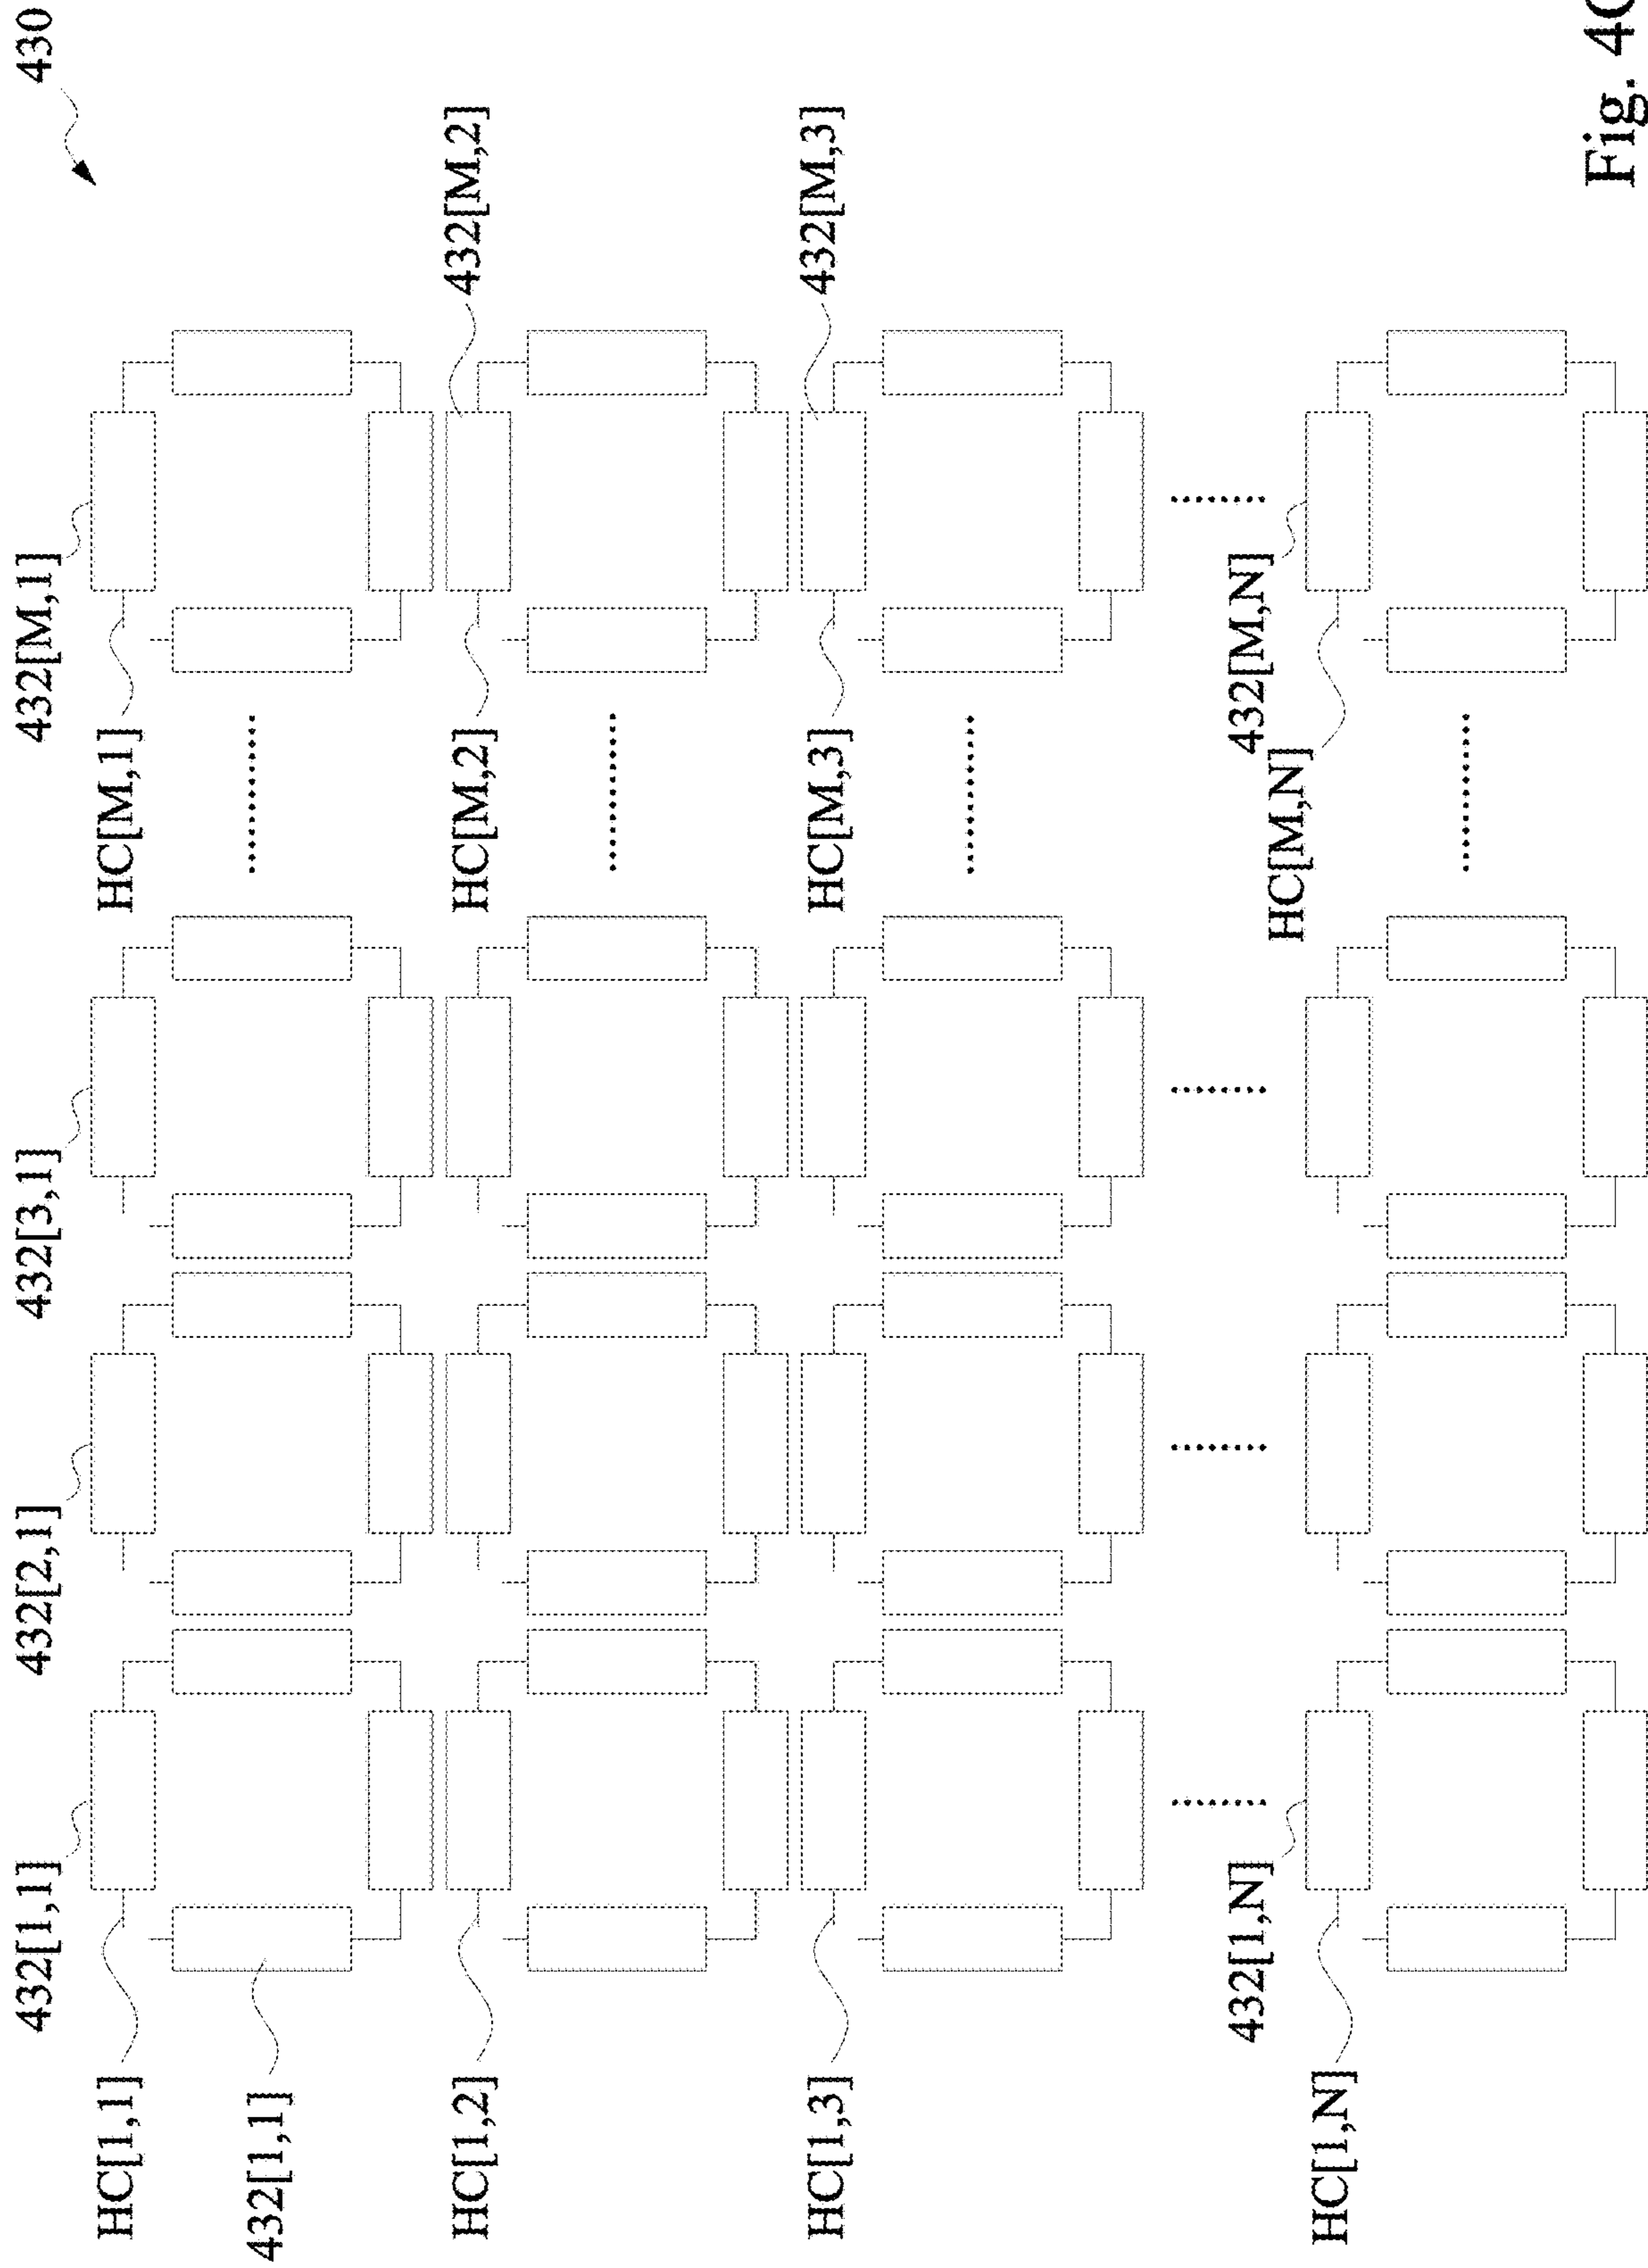 432[1,1] 432[2,1] 432[3,1] 432[M,1] 430
HC[1,1] HC[M,1]
432[1,1]
HC[1,2] HC[M,2] 432[M,2]
HC[1,3] HC[M,3] 432[M,3]
432[1,N] 432[M,N]
HC[M,N]
HC[1,N]
Fig.